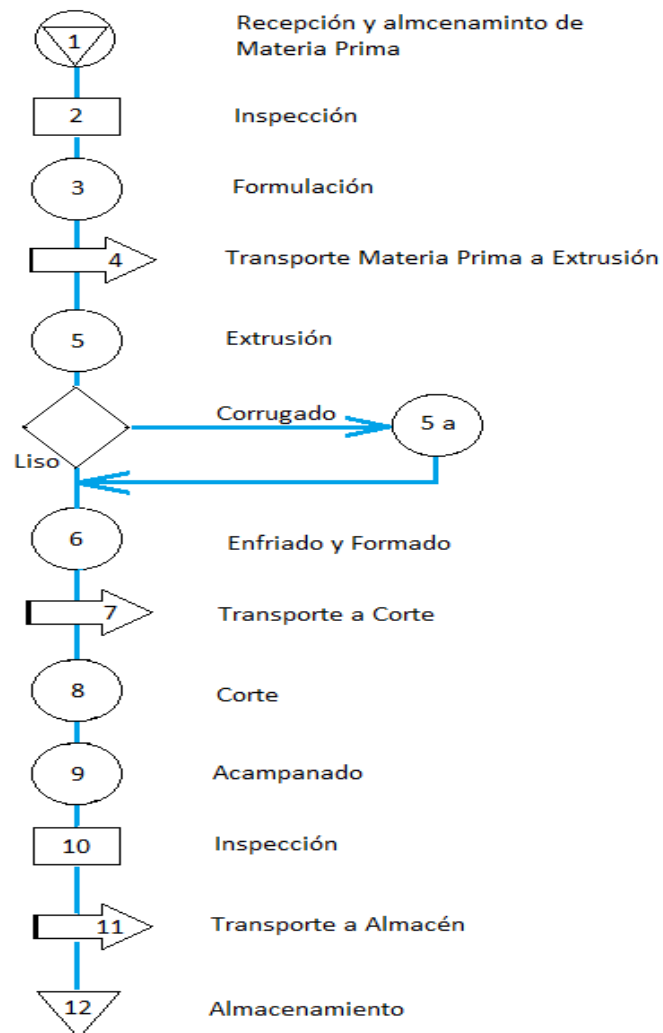 1
Recepción y almcenaminto de
Materia Prima
2
Inspección
3
Formulación
4
Transporte Materia Prima a Extrusión
5
Extrusión
Corrugado
5 a
Liso
6
Enfriado y Formado
7
Transporte a Corte
8
Corte
9
Acampanado
10
Inspección
11
Transporte a Almacén
12
Almacenamiento